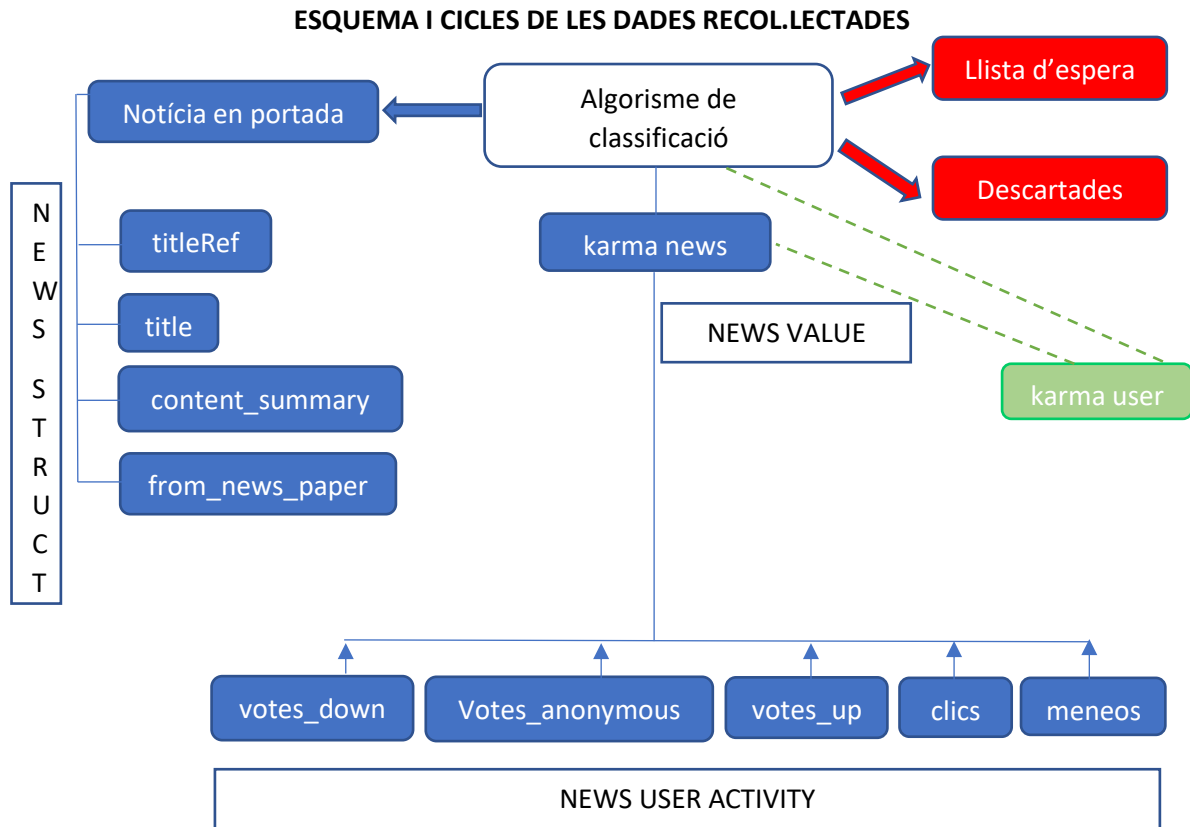 ESQUEMA I CICLES DE LES DADES RECOL.LECTADES
Llista d'espera
Notícia en portada
Algorisme de
classificació
Descartades
N
E
W
S
S
T
R
U
C
T
titleRef
karma news
title
NEWS VALUE
content_summary
karma user
from_news_paper
votes_down
Votes_anonymous
votes_up
clics
meneos
NEWS USER ACTIVITY